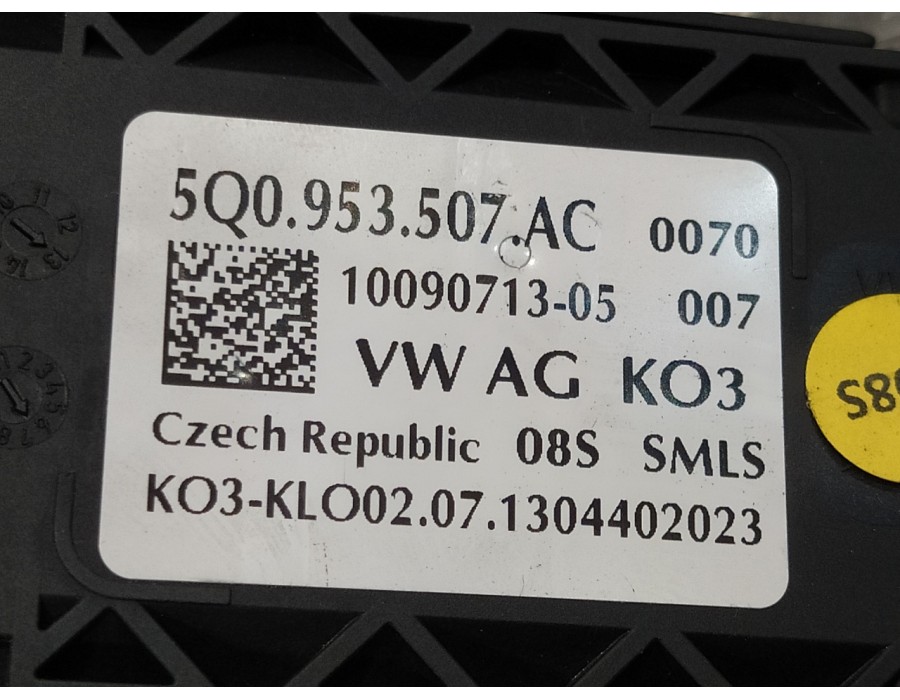 5Q0.953.507.AC 0070
10090713-05 007
VW AG KO3
Czech Republic 08S SMLS
KO3-KLO02.07.1304402023